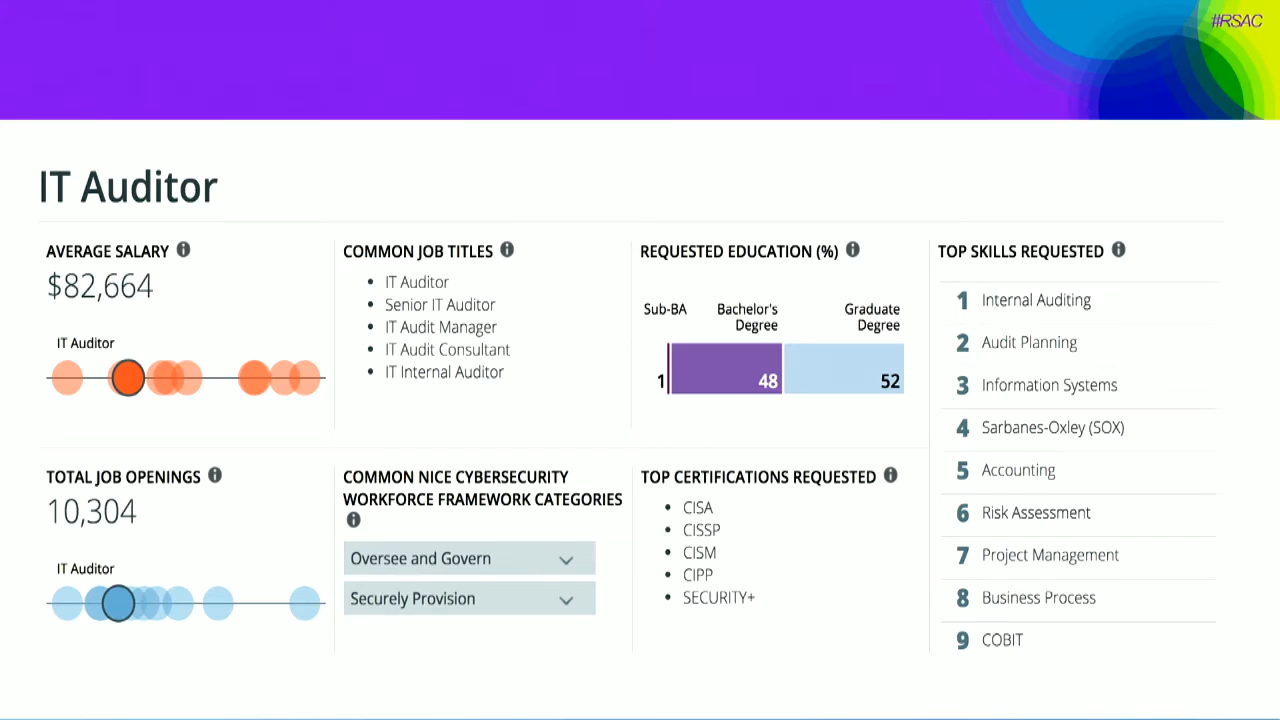 #RSAC
IT Auditor
AVERAGE SALARY
$82,664
IT Auditor
COMMON JOB TITLES
• IT Auditor
• Senior IT Auditor
• IT Audit Manager
• IT Audit Consultant
• IT Internal Auditor
REQUESTED EDUCATION (%)
Sub-BA
Bachelor's
Degree
Graduate
Degree
1
48
52
TOTAL JOB OPENINGS
10,304
IT Auditor
COMMON NICE CYBERSECURITY
WORKFORCE FRAMEWORK CATEGORIES
Oversee and Govern
Securely Provision
TOP CERTIFICATIONS REQUESTED
• CISA
• CISSP
• CISM
• CIPP
• SECURITY+
TOP SKILLS REQUESTED
1 Internal Auditing
2 Audit Planning
3 Information Systems
4 Sarbanes-Oxley (SOX)
5 Accounting
6 Risk Assessment
7 Project Management
8 Business Process
9 COBIT